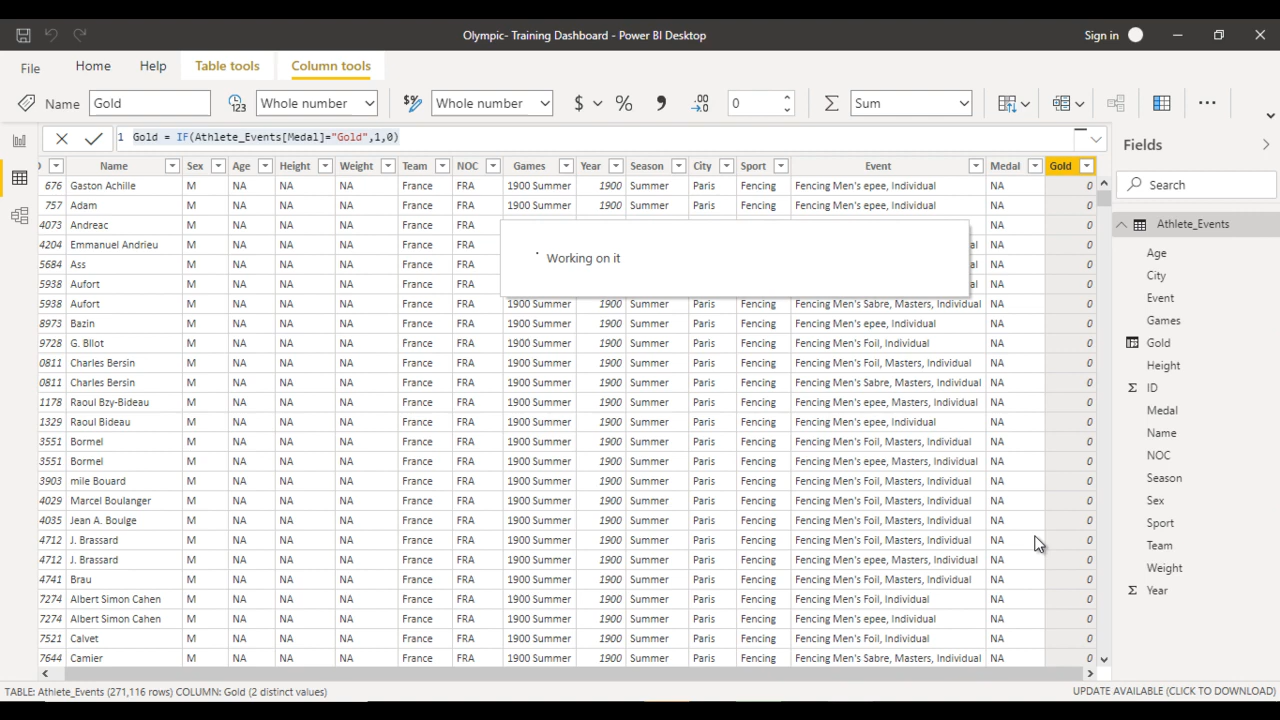 Olympic- Training Dashboard - Power BI Desktop Sign in
File Home Help Table tools Column tools
Name Gold 123 Whole number Whole number $ % , .00 0 Sum ...
1 Gold = IF(Athlete_Events[Medal]="Gold",1,0)
D Name Sex Age Height Weight Team NOC Games Year Season City Sport Event Medal Gold
676 Gaston Achille M NA NA NA France FRA 1900 Summer 1900 Summer Paris Fencing Fencing Men's epee, Individual NA 0
757 Adam M NA NA NA France FRA 1900 Summer 1900 Summer Paris Fencing Fencing Men's epee, Individual NA 0
4073 Andreac M NA NA NA France FRA NA 0
4204 Emmanuel Andrieu M NA NA NA France FRA al NA 0
5684 Ass M NA NA NA France FRA al NA 0
5938 Aufort M NA NA NA France FRA al NA 0
Working on it
5938 Aufort M NA NA NA France FRA 1900 Summer 1900 Summer Paris Fencing Fencing Men's Sabre, Masters, Individual NA 0
8973 Bazin M NA NA NA France FRA 1900 Summer 1900 Summer Paris Fencing Fencing Men's epee, Individual NA 0
9728 G. Bllot M NA NA NA France FRA 1900 Summer 1900 Summer Paris Fencing Fencing Men's Foil, Individual NA 0
0811 Charles Bersin M NA NA NA France FRA 1900 Summer 1900 Summer Paris Fencing Fencing Men's Foil, Masters, Individual NA 0
0811 Charles Bersin M NA NA NA France FRA 1900 Summer 1900 Summer Paris Fencing Fencing Men's Sabre, Masters, Individual NA 0
1178 Raoul Bzy-Bideau M NA NA NA France FRA 1900 Summer 1900 Summer Paris Fencing Fencing Men's epee, Masters, Individual NA 0
1329 Raoul Bideau M NA NA NA France FRA 1900 Summer 1900 Summer Paris Fencing Fencing Men's epee, Individual NA 0
3551 Bormel M NA NA NA France FRA 1900 Summer 1900 Summer Paris Fencing Fencing Men's Foil, Masters, Individual NA 0
3551 Bormel M NA NA NA France FRA 1900 Summer 1900 Summer Paris Fencing Fencing Men's epee, Masters, Individual NA 0
3903 mile Bouard M NA NA NA France FRA 1900 Summer 1900 Summer Paris Fencing Fencing Men's Foil, Masters, Individual NA 0
4029 Marcel Boulanger M NA NA NA France FRA 1900 Summer 1900 Summer Paris Fencing Fencing Men's Foil, Masters, Individual NA 0
4035 Jean A. Boulge M NA NA NA France FRA 1900 Summer 1900 Summer Paris Fencing Fencing Men's Foil, Masters, Individual NA 0
4712 J. Brassard M NA NA NA France FRA 1900 Summer 1900 Summer Paris Fencing Fencing Men's Foil, Masters, Individual NA 0
4712 J. Brassard M NA NA NA France FRA 1900 Summer 1900 Summer Paris Fencing Fencing Men's epee, Masters, Individual NA 0
4741 Brau M NA NA NA France FRA 1900 Summer 1900 Summer Paris Fencing Fencing Men's Foil, Masters, Individual NA 0
7274 Albert Simon Cahen M NA NA NA France FRA 1900 Summer 1900 Summer Paris Fencing Fencing Men's Foil, Individual NA 0
7274 Albert Simon Cahen M NA NA NA France FRA 1900 Summer 1900 Summer Paris Fencing Fencing Men's epee, Individual NA 0
7521 Calvet M NA NA NA France FRA 1900 Summer 1900 Summer Paris Fencing Fencing Men's Foil, Individual NA 0
7644 Camier M NA NA NA France FRA 1900 Summer 1900 Summer Paris Fencing Fencing Men's Sabre, Masters, Individual NA 0
Fields
Search
Athlete_Events
Age
City
Event
Games
Gold
Height
Σ ID
Medal
Name
NOC
Season
Sex
Sport
Team
Weight
Σ Year
TABLE: Athlete_Events (271,116 rows) COLUMN: Gold (2 distinct values) UPDATE AVAILABLE (CLICK TO DOWNLOAD)